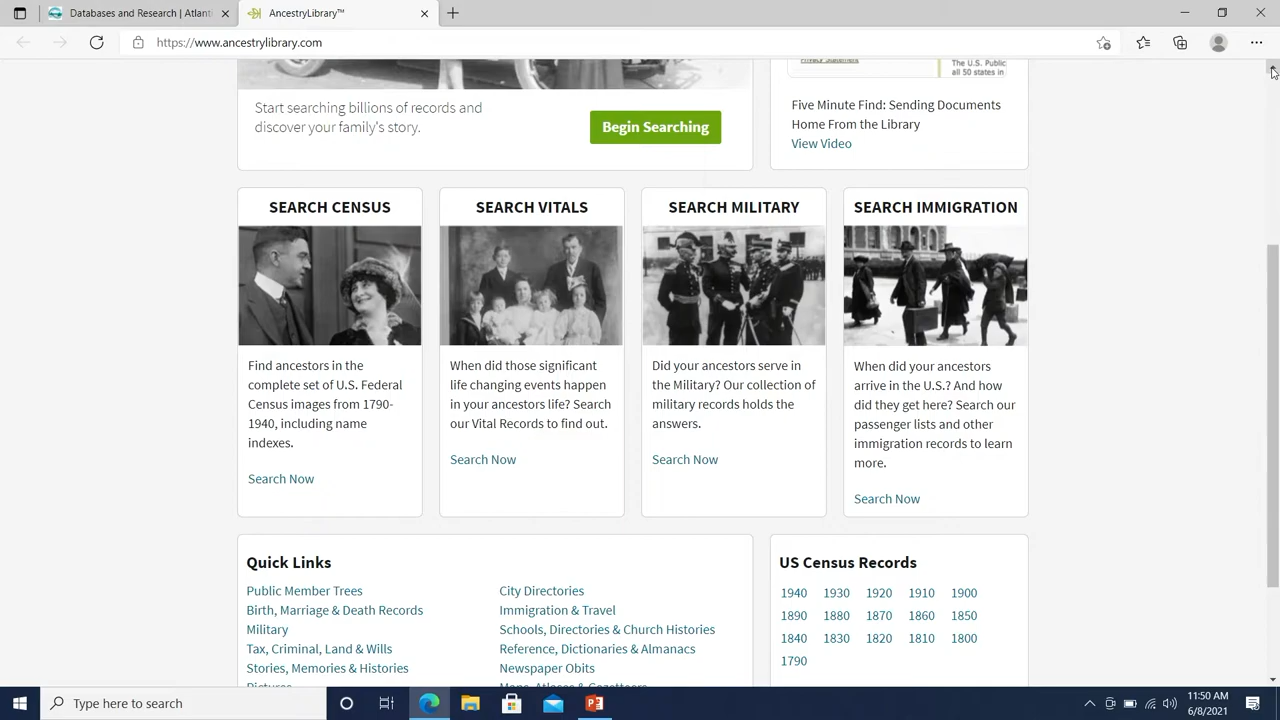 Databases and Research | Atlant
AncestryLibrary™
https://www.ancestrylibrary.com
Start searching billions of records and
discover your family's story.
Begin Searching
Privacy Statement
The U.S. Public
all 50 states in
Five Minute Find: Sending Documents
Home From the Library
View Video
SEARCH CENSUS
Find ancestors in the
complete set of U.S. Federal
Census images from 1790-
1940, including name
indexes.
Search Now
SEARCH VITALS
When did those significant
life changing events happen
in your ancestors life? Search
our Vital Records to find out.
Search Now
SEARCH MILITARY
Did your ancestors serve in
the Military? Our collection of
military records holds the
answers.
Search Now
SEARCH IMMIGRATION
When did your ancestors
arrive in the U.S.? And how
did they get here? Search our
passenger lists and other
immigration records to learn
more.
Search Now
Quick Links
Public Member Trees
Birth, Marriage & Death Records
Military
Tax, Criminal, Land & Wills
Stories, Memories & Histories
Pictures
City Directories
Immigration & Travel
Schools, Directories & Church Histories
Reference, Dictionaries & Almanacs
Newspaper Obits
Maps, Atlases & Gazetteers
US Census Records
1940 1930 1920 1910 1900
1890 1880 1870 1860 1850
1840 1830 1820 1810 1800
1790
Type here to search
11:50 AM
6/8/2021